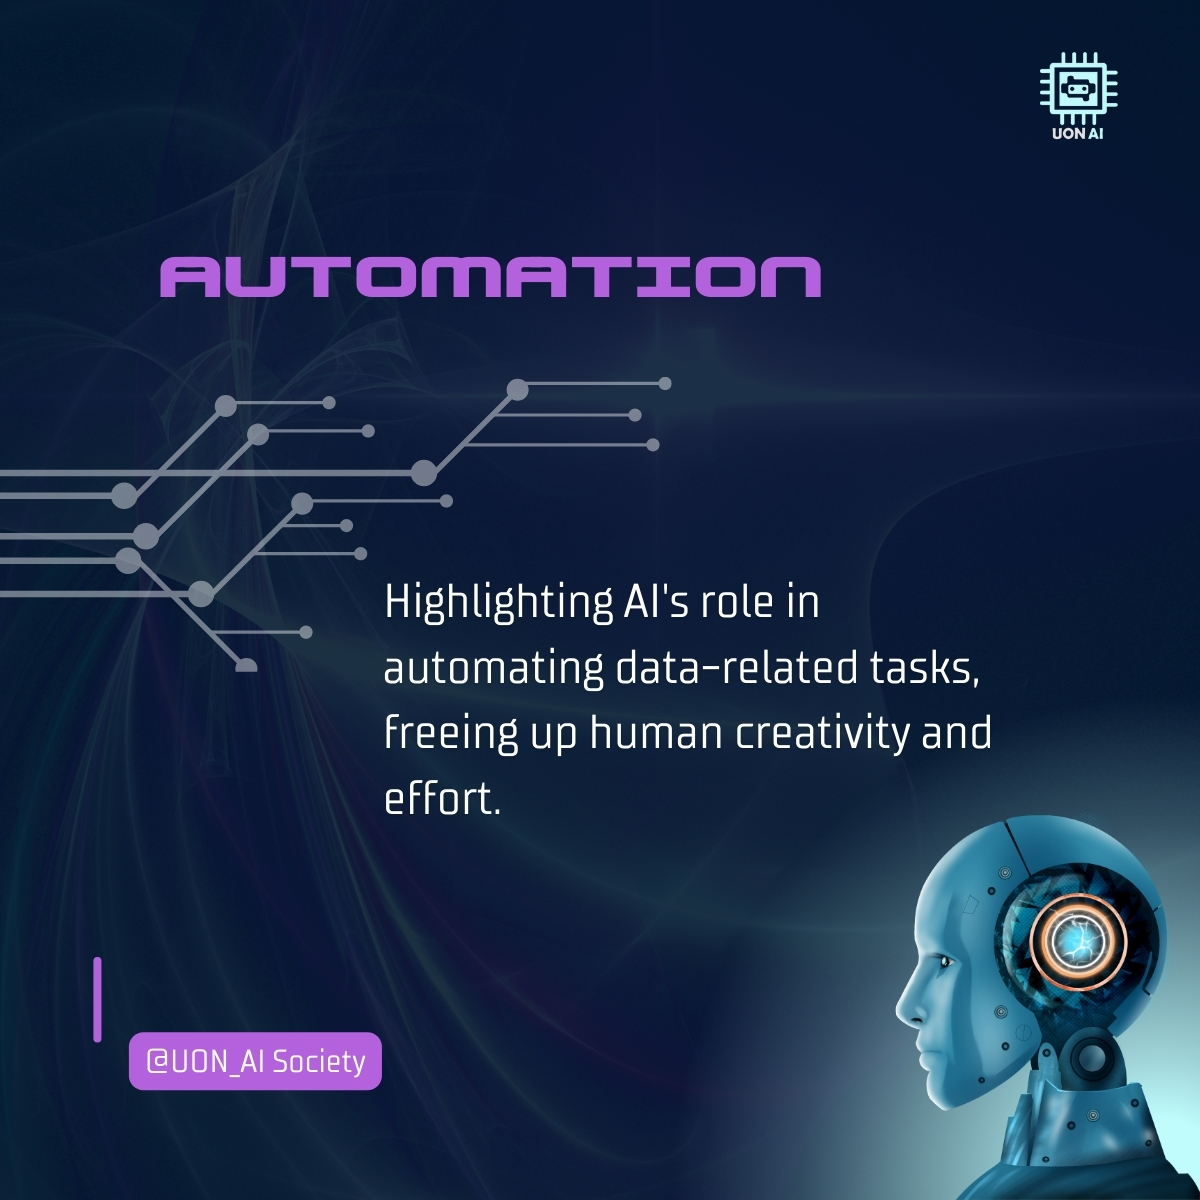 UON AI
AUTOMATION
Highlighting AI's role in
automating data-related tasks,
freeing up human creativity and
effort.
@UON_AI Society